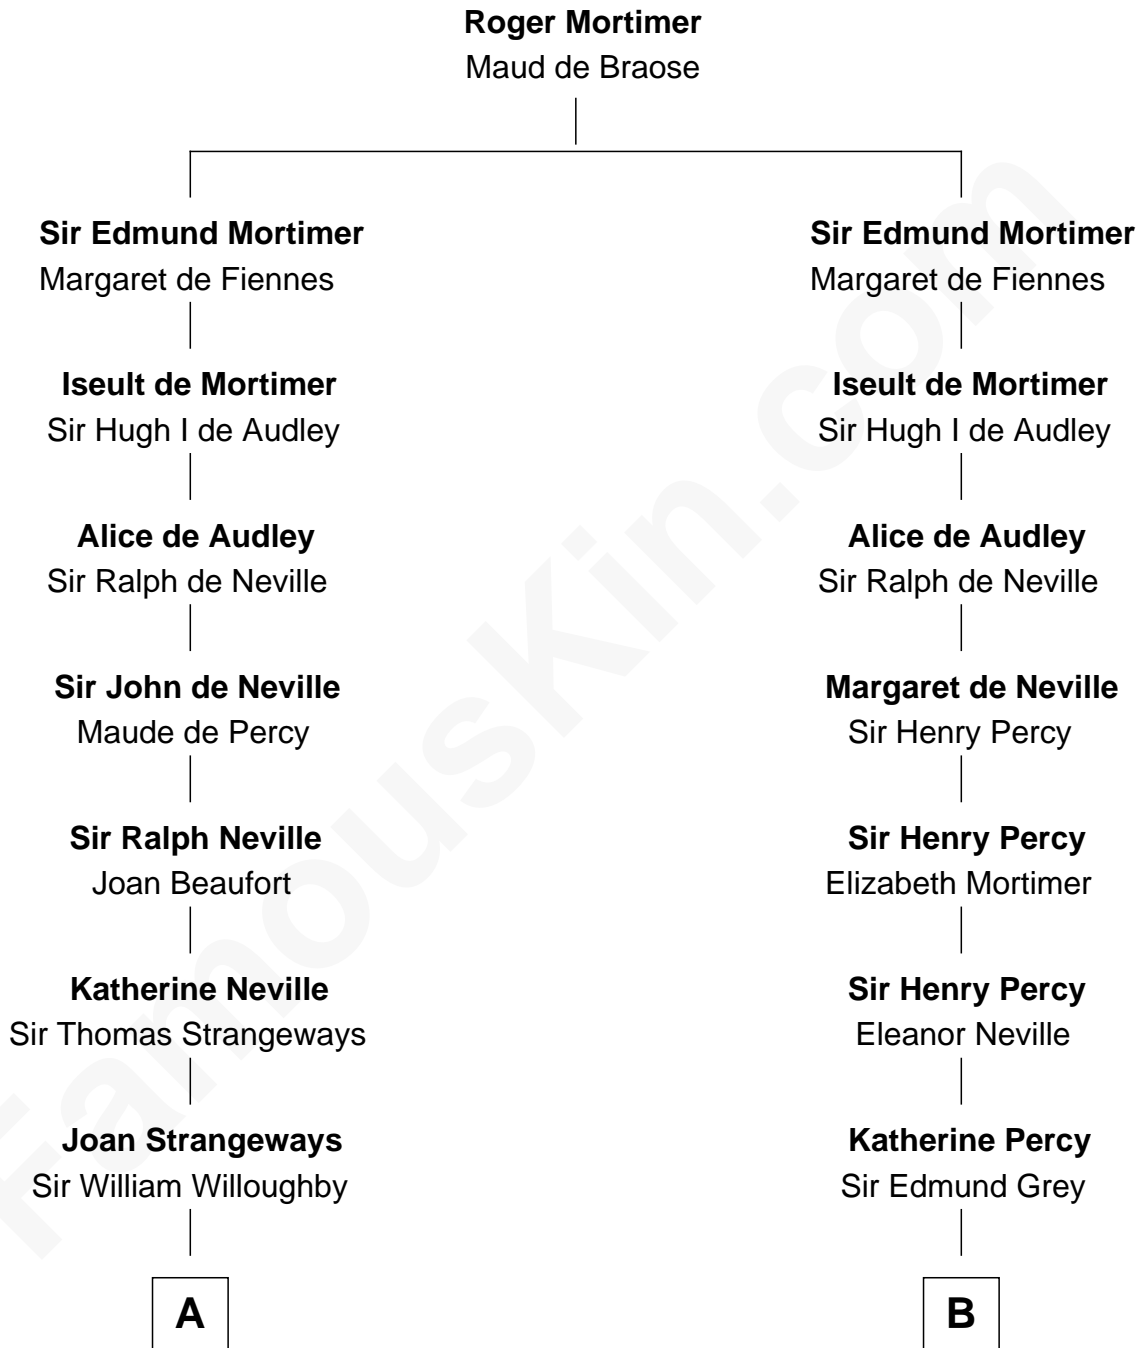 Roger Mortimer
Maud de Braose
Sir Edmund Mortimer
Margaret de Fiennes
Iseult de Mortimer
Sir Hugh I de Audley
Alice de Audley
Sir Ralph de Neville
Sir John de Neville
Maude de Percy
Sir Ralph Neville
Joan Beaufort
Katherine Neville
Sir Thomas Strangeways
Joan Strangeways
Sir William Willoughby
A
Sir Edmund Mortimer
Margaret de Fiennes
Iseult de Mortimer
Sir Hugh I de Audley
Alice de Audley
Sir Ralph de Neville
Margaret de Neville
Sir Henry Percy
Sir Henry Percy
Elizabeth Mortimer
Sir Henry Percy
Eleanor Neville
Katherine Percy
Sir Edmund Grey
B
FamousKin.com